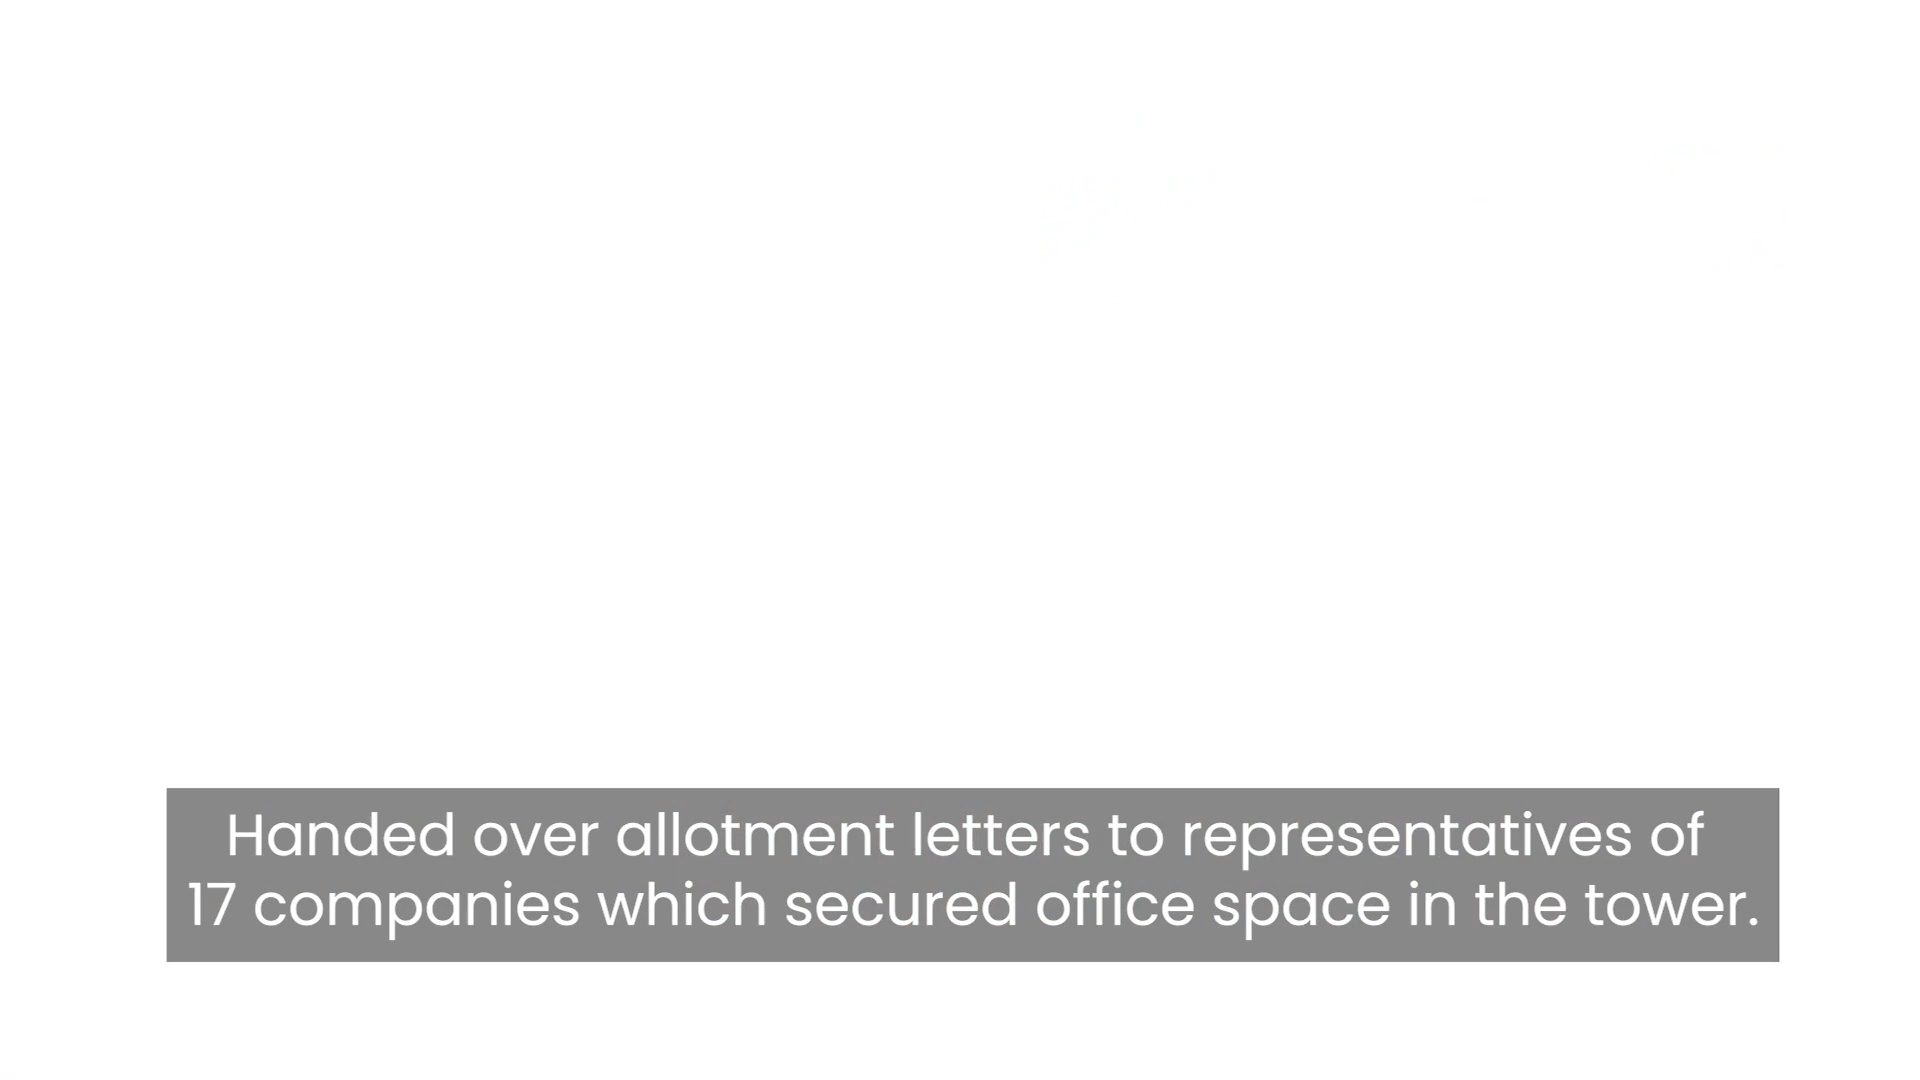 Handed over allotment letters to representatives of
17 companies which secured office space in the tower.